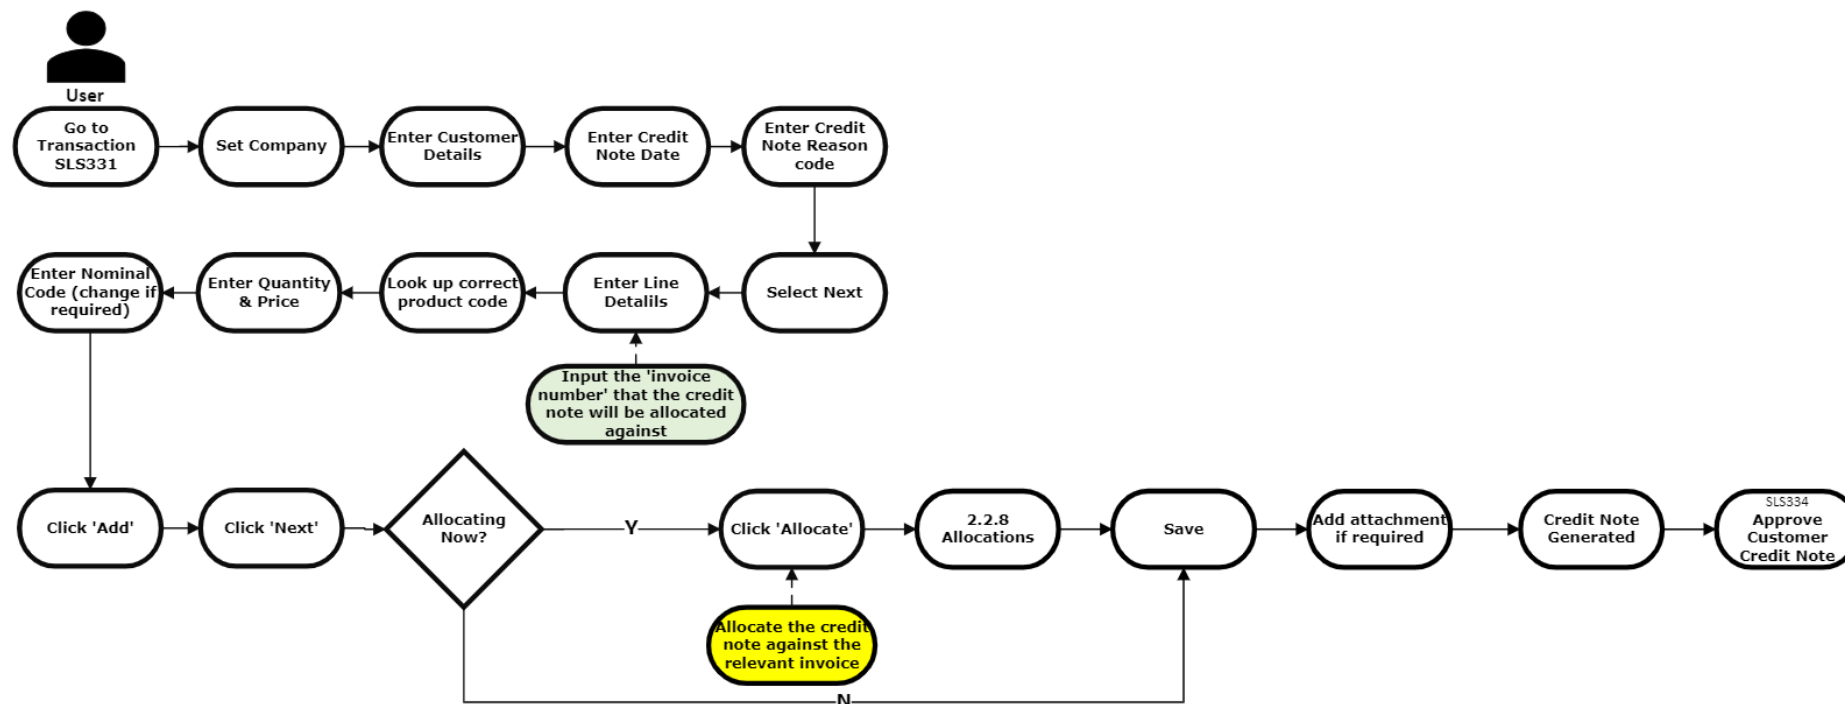 User
Go to
Transaction
SLS331
Set Company
Enter Customer
Details
Enter Credit
Note Date
Enter Credit
Note Reason
code
Select Next
Enter Line
Detalils
Look up correct
product code
Enter Quantity
& Price
Enter Nominal
Code (change if
required)
Input the 'invoice
number' that the credit
note will be allocated
against
Click 'Add'
Click 'Next'
Allocating
Now?
Y
Click 'Allocate'
2.2.8
Allocations
Save
Add attachment
if required
Credit Note
Generated
SLS334
Approve
Customer
Credit Note
Allocate the credit
note against the
relevant invoice
N